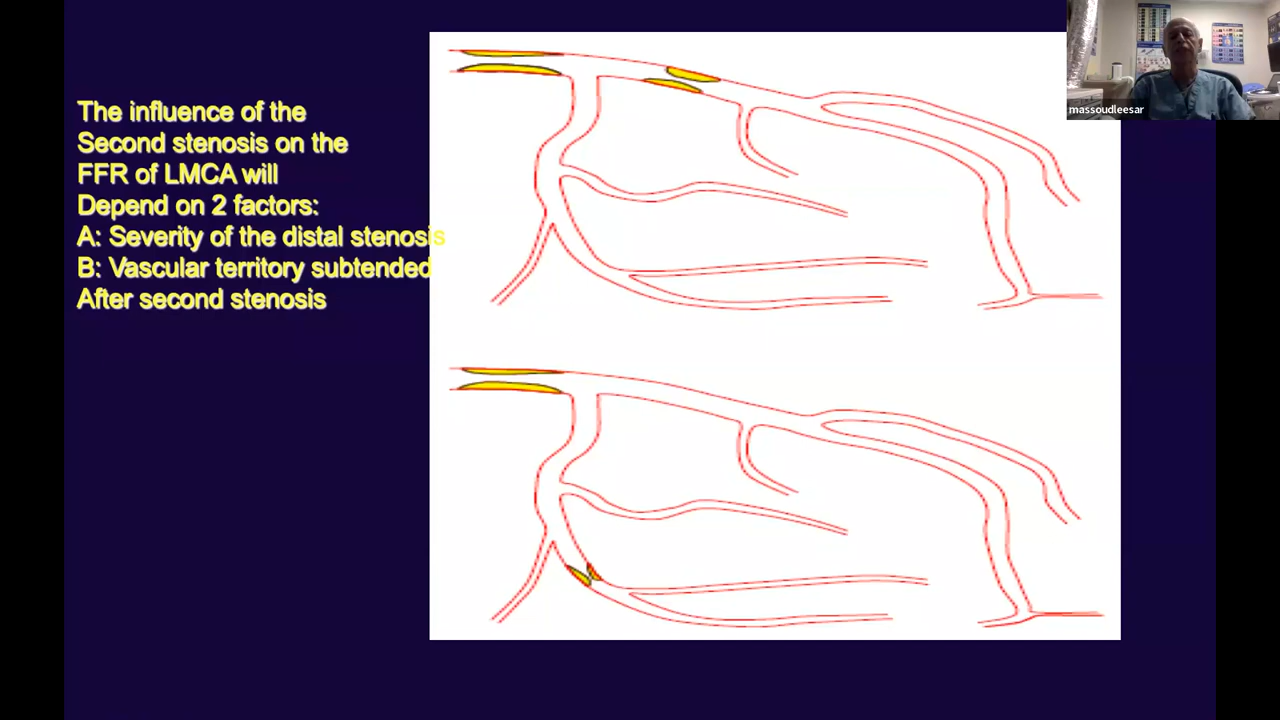 The influence of the
Second stenosis on the
FFR of LMCA will
Depend on 2 factors:
A: Severity of the distal stenosis
B: Vascular territory subtended
After second stenosis
massoudleesar